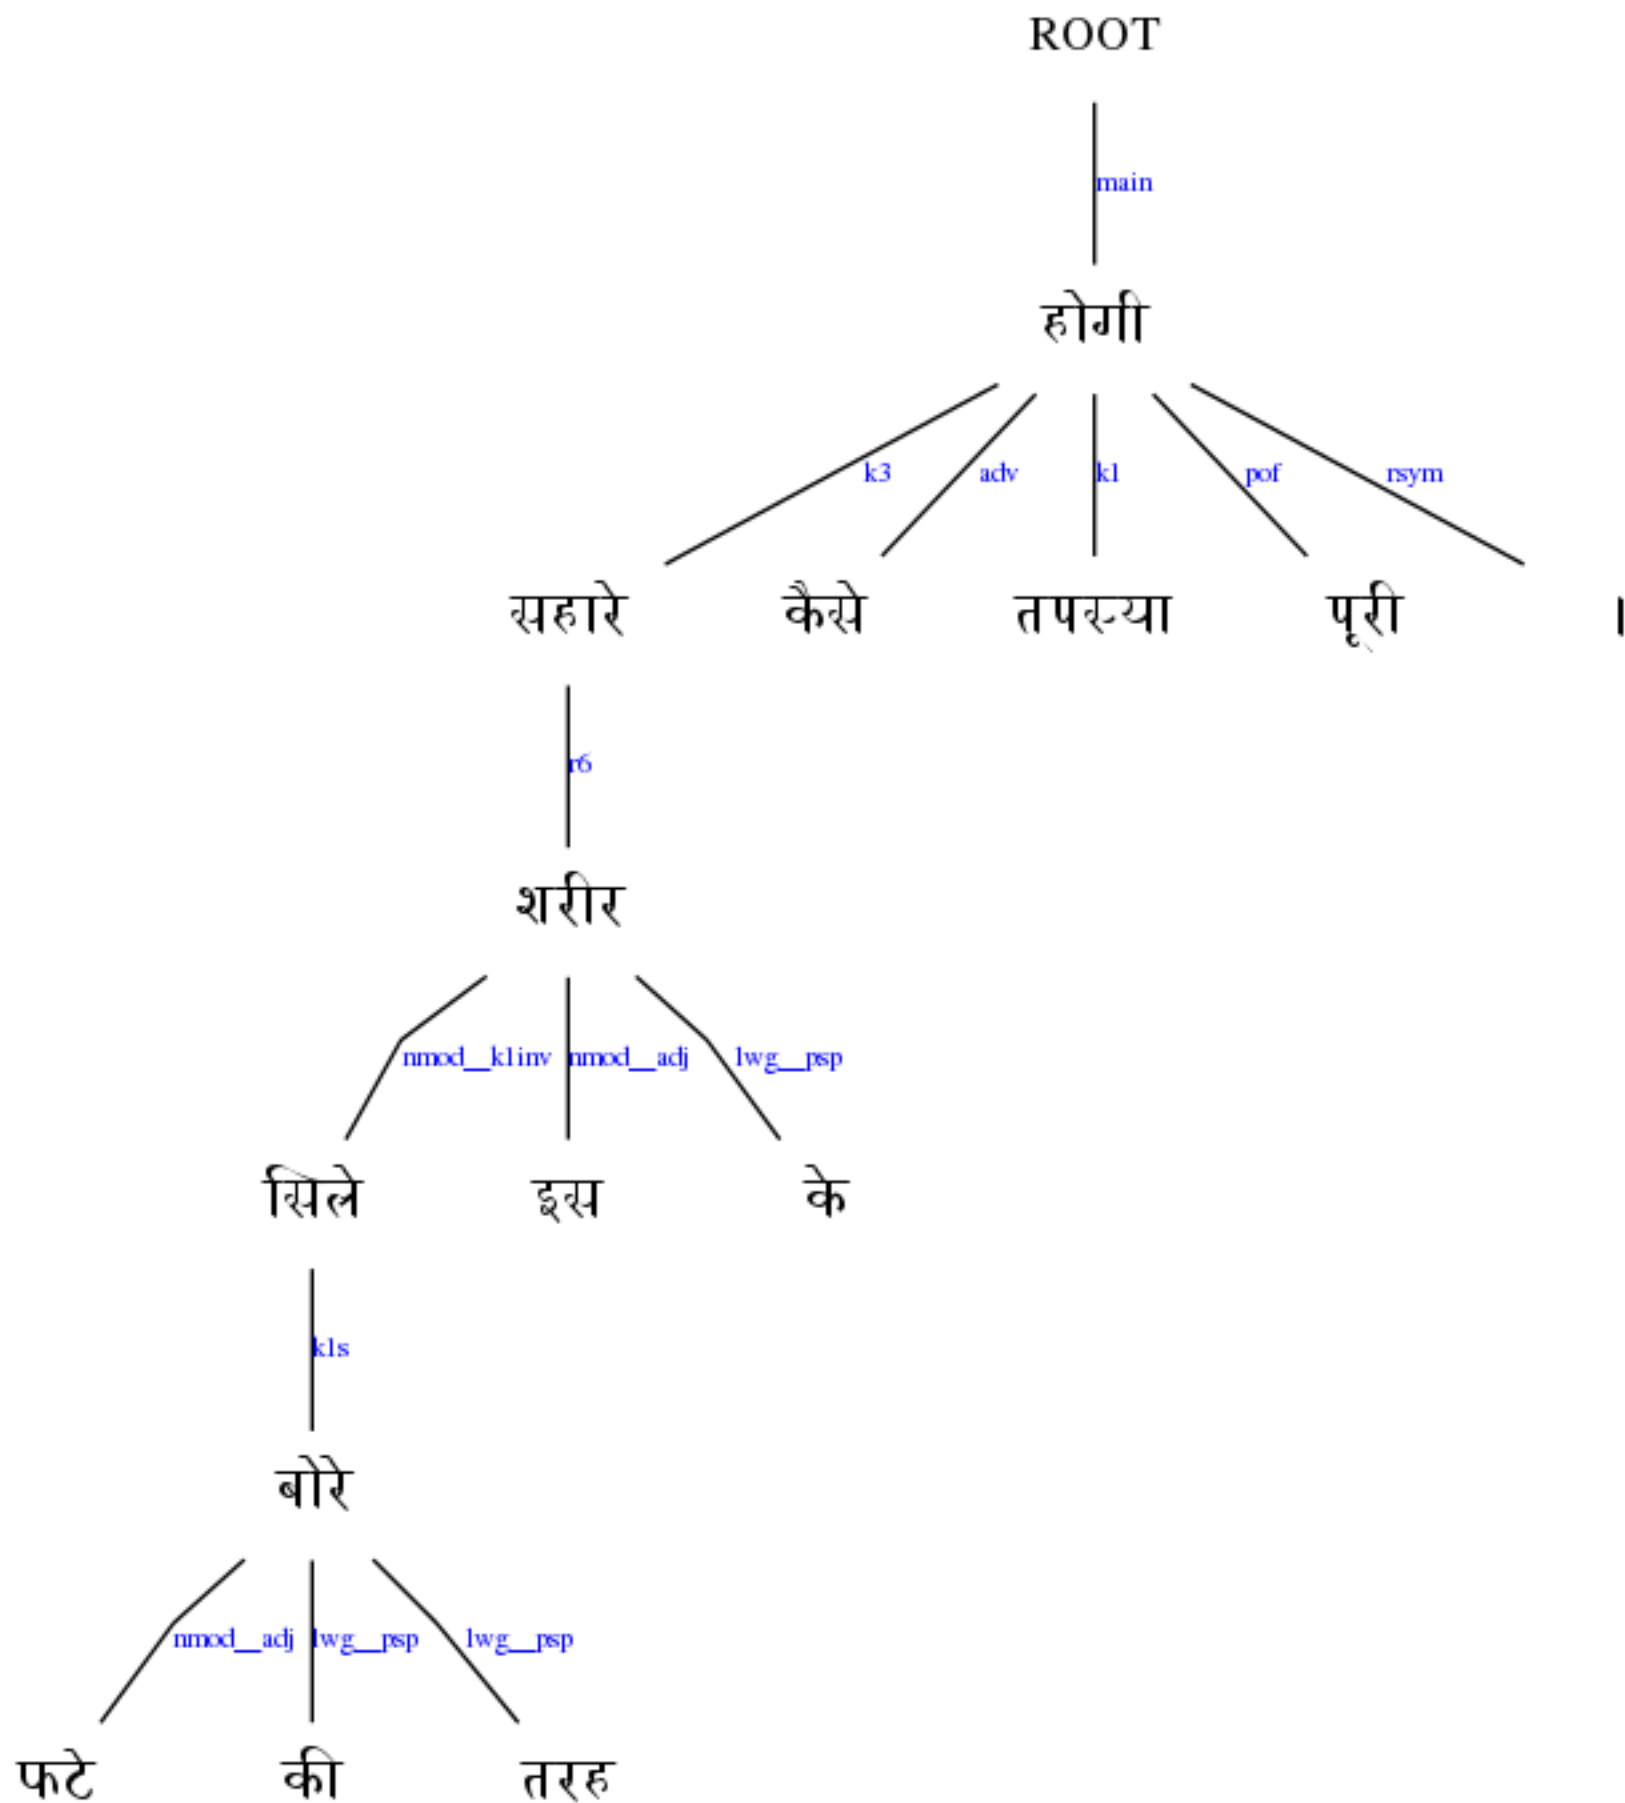 ROOT
main
होगी
k3 adv k1 pof rsym
सहारे कैसे तपस्या पूरी ।
r6
शरीर
nmod__k1inv nmod__adj lwg__psp
सिले इस के
k1s
बोरे
nmod__adj lwg__psp lwg__psp
फटे की तरह